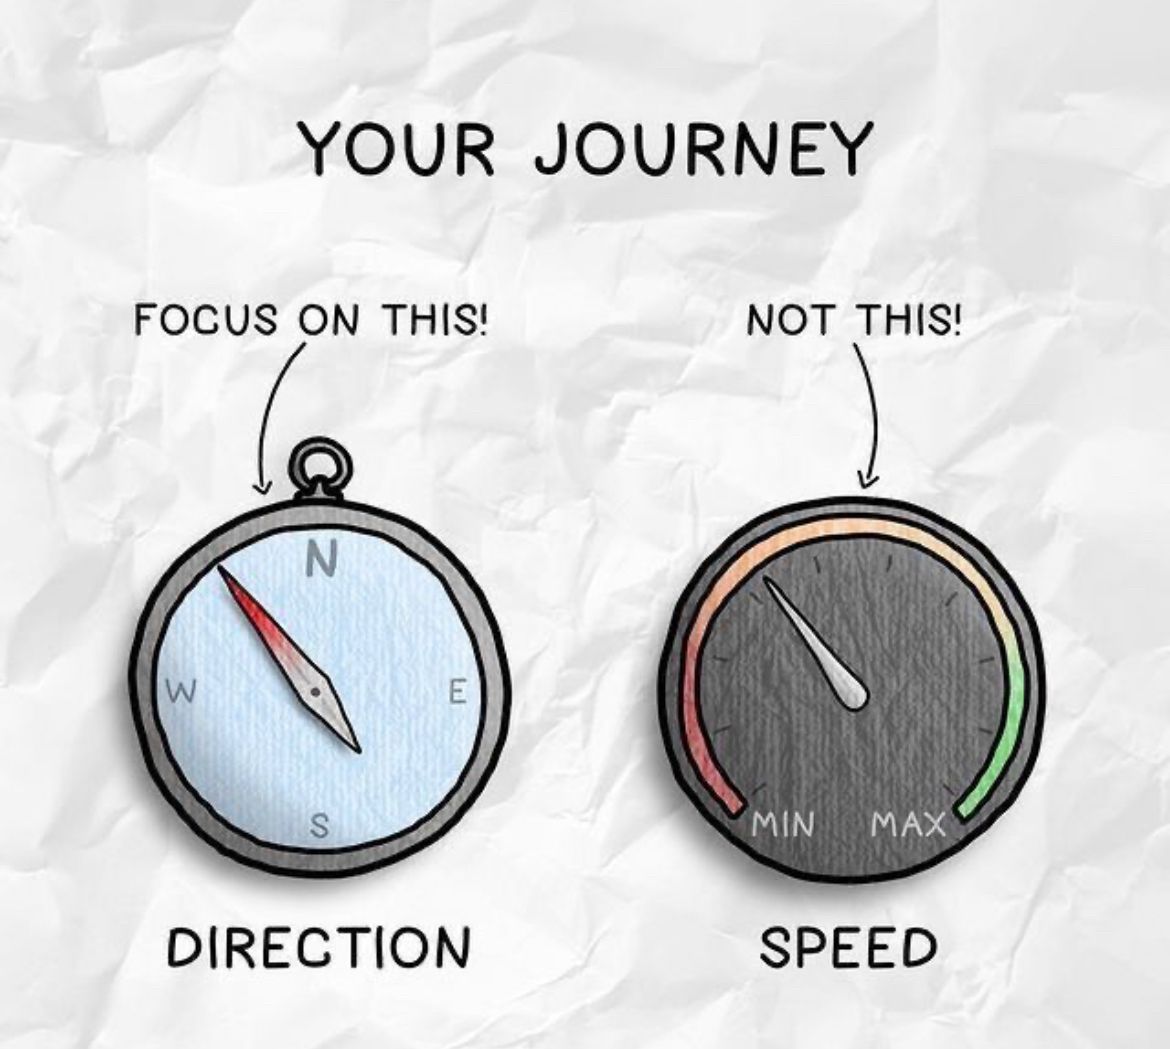 YOUR JOURNEY
FOCUS ON THIS!
NOT THIS!
N
W
E
S
MIN MAX
DIRECTION
SPEED